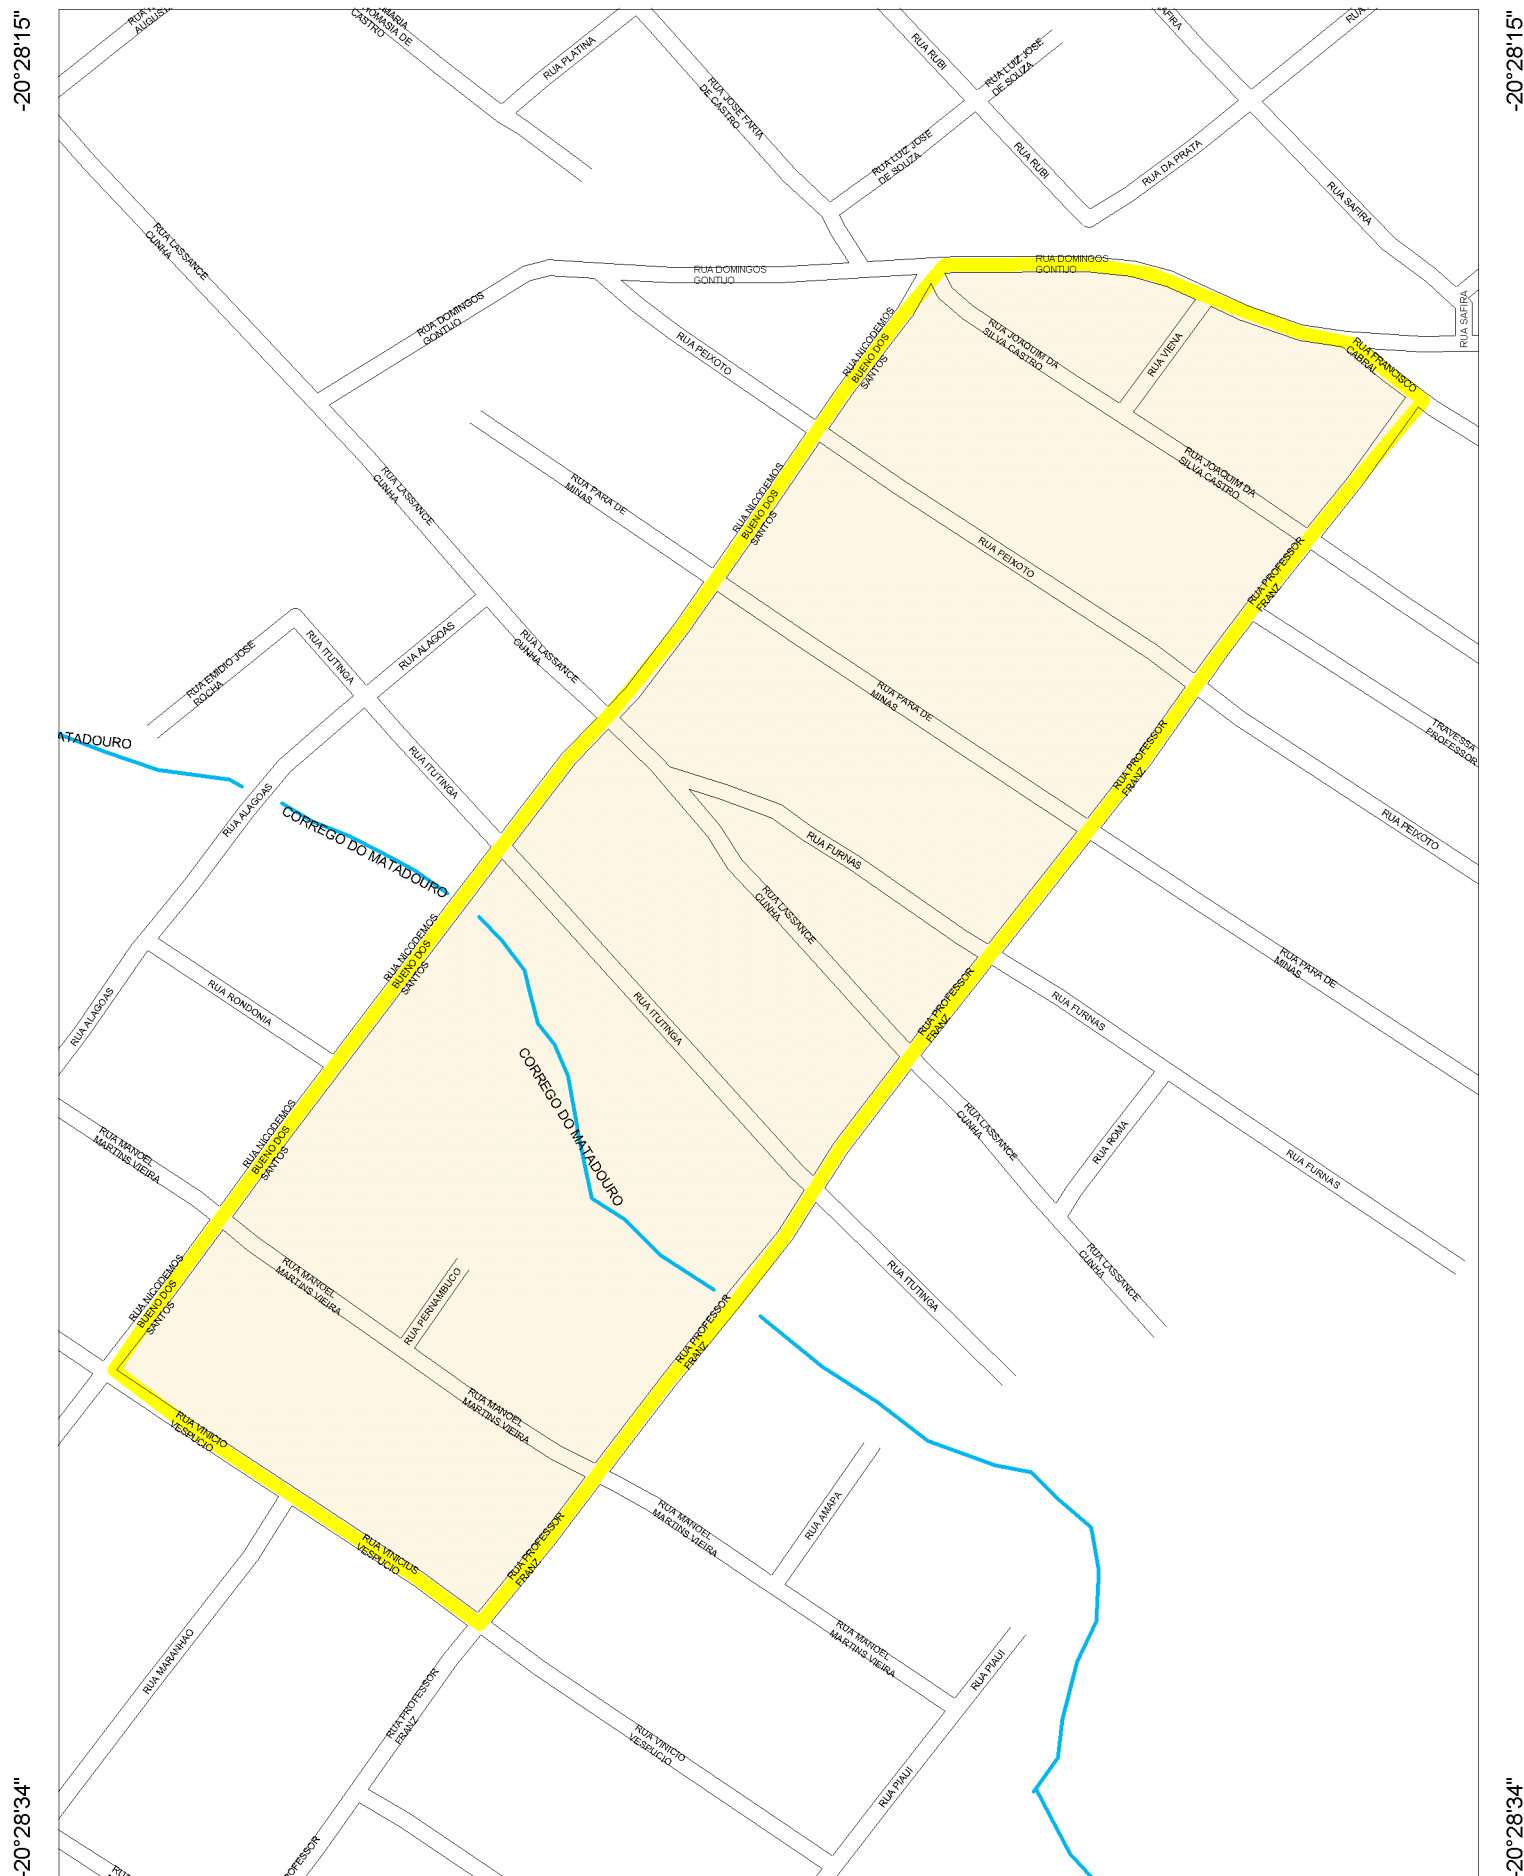 -20°28'15"
-20°28'15"
NOMASIA DE
CASTRO
RUA PLATINA
RUA JOSE FARIA
DE CASTRO
RUA RUBI
RUA LUIZ JOSE
DE SOUZA
RUA LUIZ JOSE
DE SOUZA
RUA RUBI
RUA DA PRATA
RUA SAFIRA
RUA SAFIRA
RUA LASSANCE
CUNHA
RUA DOMINGOS
GONTIJO
RUA DOMINGOS
GONTIJO
RUA DOMINGOS
GONTIJO
RUA PEIXOTO
RUA NICODEMOS
BUENO DOS
SANTOS
RUA JOAQUIM DA
SILVA CASTRO
RUA VIENA
RUA FRANCISCO
CABRAL
RUA LASSANCE
CUNHA
RUA PARA DE
MINAS
RUA NICODEMOS
BUENO DOS
SANTOS
RUA JOAQUIM DA
SILVA CASTRO
RUA PEIXOTO
RUA PROFESSOR
FRANZ
RUA EMIDIO JOSE
ROCHA
RUA ITUTINGA
RUA ALAGOAS
RUA LASSANCE
CUNHA
RUA PARA DE
MINAS
RUA PROFESSOR
FRANZ
TRAVESSA
PROFESSOR
ATADOURO
RUA ITUTINGA
RUA ALAGOAS
CORREGO DO MATADOURO
RUA FURNAS
RUA PEIXOTO
RUA LASSANCE
CUNHA
RUA NICODEMOS
BUENO DOS
SANTOS
RUA PROFESSOR
FRANZ
RUA PARA DE
MINAS
RUA ALAGOAS
RUA RONDONIA
RUA ITUTINGA
RUA FURNAS
CORREGO DO MATADOURO
RUA NICODEMOS
BUENO DOS
SANTOS
RUA MANOEL
MARTINS VIEIRA
RUA LASSANCE
CUNHA
RUA ROMA
RUA FURNAS
RUA NICODEMOS
BUENO DOS
SANTOS
RUA MANOEL
MARTINS VIEIRA
RUA PERNAMBUCO
RUA PROFESSOR
FRANZ
RUA ITUTINGA
RUA LASSANCE
CUNHA
RUA VINICIO
VESPUCIO
RUA MANOEL
MARTINS VIEIRA
RUA VINICIUS
VESPUCIO
RUA PROFESSOR
FRANZ
RUA MANOEL
MARTINS VIEIRA
RUA AMAPA
RUA MARANHAO
RUA PROFESSOR
FRANZ
RUA VINICIO
VESPUCIO
RUA MANOEL
MARTINS VIEIRA
RUA PIAUI
RUA PIAUI
-20°28'34"
-20°28'34"